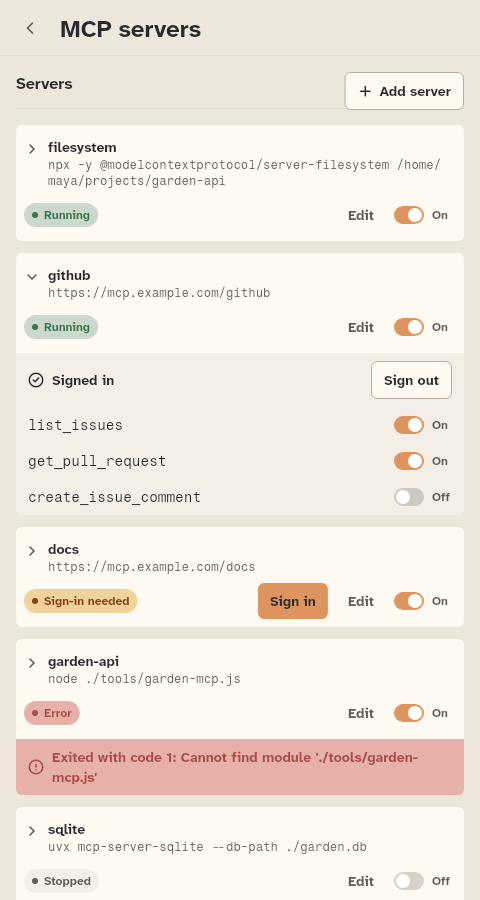 MCP servers
Servers
Add server
filesystem
npx -y @modelcontextprotocol/server-filesystem /home/
maya/projects/garden-api
Running
Edit
On
github
https://mcp.example.com/github
Running
Edit
On
Signed in
Sign out
list_issues
On
get_pull_request
On
create_issue_comment
Off
docs
https://mcp.example.com/docs
Sign-in needed
Sign in
Edit
On
garden-api
node ./tools/garden-mcp.js
Error
Edit
On
Exited with code 1: Cannot find module './tools/garden-
mcp.js'
sqlite
uvx mcp-server-sqlite --db-path ./garden.db
Stopped
Edit
Off